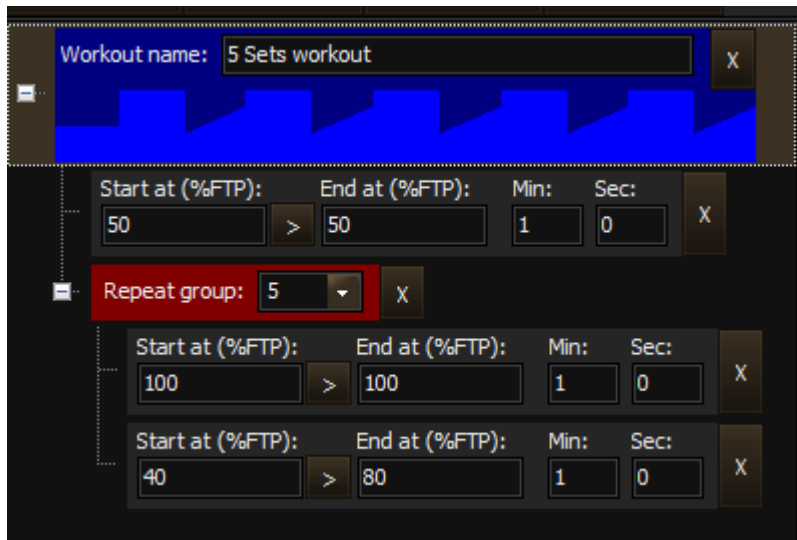 Workout name: 5 Sets workout X
Start at (%FTP): End at (%FTP): Min: Sec:
50 > 50 1 0 X
Repeat group: 5 X
Start at (%FTP): End at (%FTP): Min: Sec:
100 > 100 1 0 X
Start at (%FTP): End at (%FTP): Min: Sec:
40 > 80 1 0 X